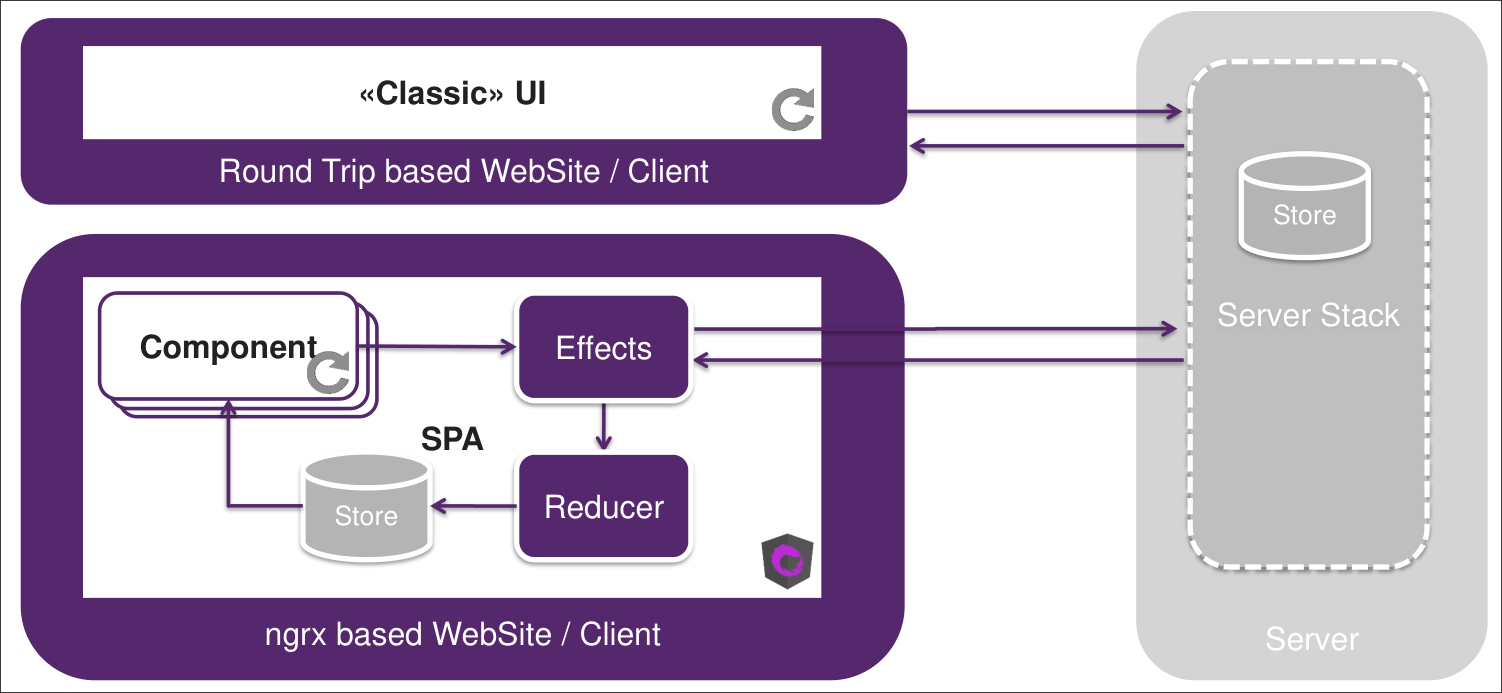 «Classic» UI
Round Trip based WebSite / Client
Store
Server Stack
Component
Effects
SPA
Store
Reducer
ngrx based WebSite / Client
Server